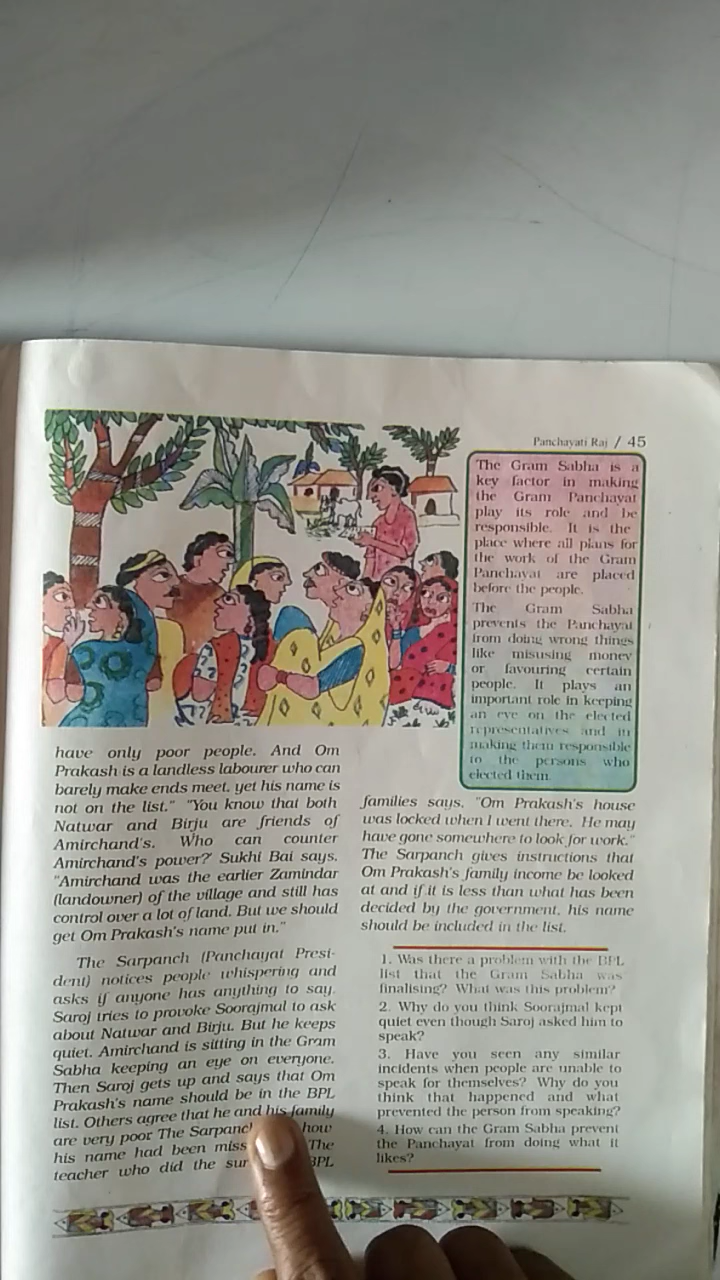 Panchayati Raj / 45
The Gram Sabha is a
key factor in making
the Gram Panchayat
play its role and be
responsible. It is the
place where all plans for
the work of the Gram
Panchayat are placed
before the people.
The Gram Sabha
prevents the Panchayat
from doing wrong things
like misusing money
or favouring certain
people. It plays an
important role in keeping
an eye on the elected
representatives and in
making them responsible
to the persons who
elected them.
have only poor people. And Om
Prakash is a landless labourer who can
barely make ends meet, yet his name is
not on the list." "You know that both
Natwar and Birju are friends of
Amirchand's. Who can counter
Amirchand's power?' Sukhi Bai says.
"Amirchand was the earlier Zamindar
(landowner) of the village and still has
control over a lot of land. But we should
get Om Prakash's name put in."
The Sarpanch (Panchayat Presi-
dent) notices people whispering and
asks if anyone has anything to say.
Saroj tries to provoke Soorajmal to ask
about Natwar and Birju. But he keeps
quiet. Amirchand is sitting in the Gram
Sabha keeping an eye on everyone.
Then Saroj gets up and says that Om
Prakash's name should be in the BPL
list. Others agree that he and his family
are very poor The how
his name had been The
teacher who did the BPL
families says, "Om Prakash's house
was locked when I went there. He may
have gone somewhere to look for work."
The Sarpanch gives instructions that
Om Prakash's family income be looked
at and if it is less than what has been
decided by the government, his name
should be included in the list.
1. Was there a problem with the BPL
list that the Gram Sabha was
finalising? What was this problem?
2. Why do you think Soorajmal kept
quiet even though Saroj asked him to
speak?
3. Have you seen any similar
incidents when people are unable to
speak for themselves? Why do you
think that happened and what
prevented the person from speaking?
4. How can the Gram Sabha prevent
the Panchayat from doing what it
likes?